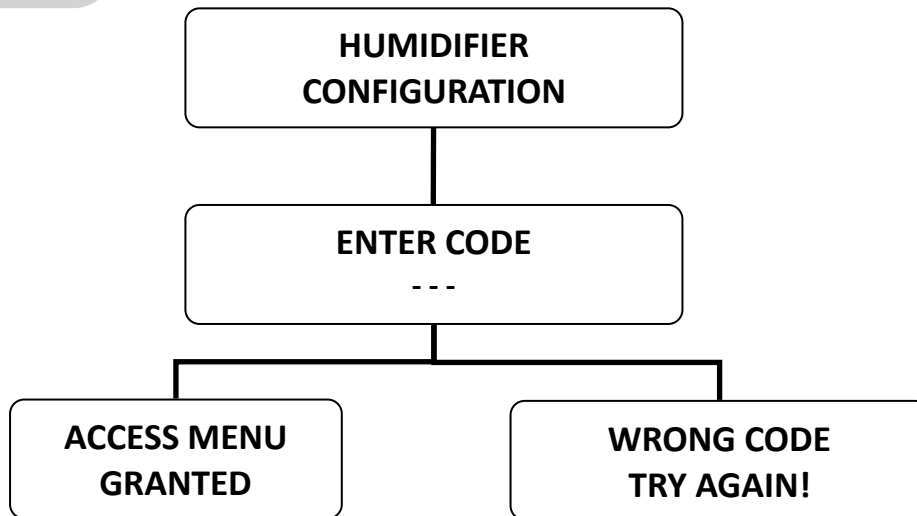 HUMIDIFIER
CONFIGURATION
ENTER CODE
- - -
ACCESS MENU
GRANTED
WRONG CODE
TRY AGAIN!